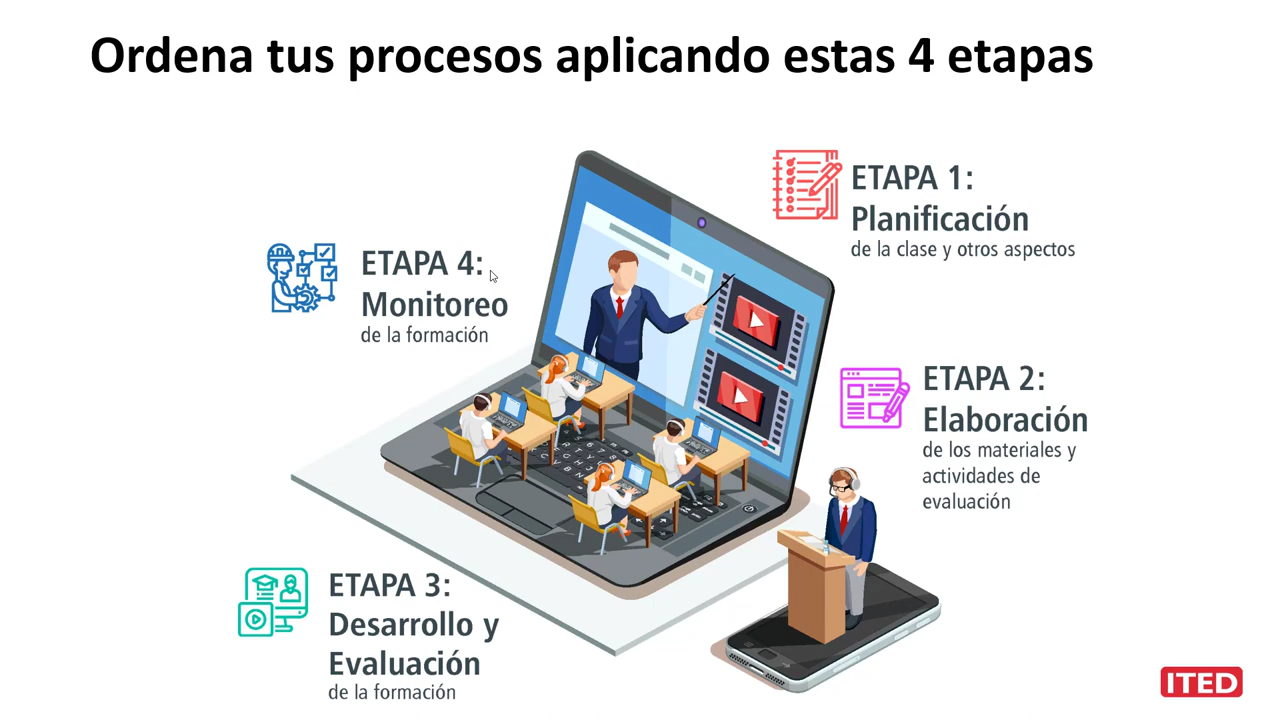 Ordena tus procesos aplicando estas 4 etapas
ETAPA 1:
Planificación
de la clase y otros aspectos
ETAPA 2:
Elaboración
de los materiales y
actividades de
evaluación
ETAPA 3:
Desarrollo y
Evaluación
de la formación
ETAPA 4:
Monitoreo
de la formación
ITED